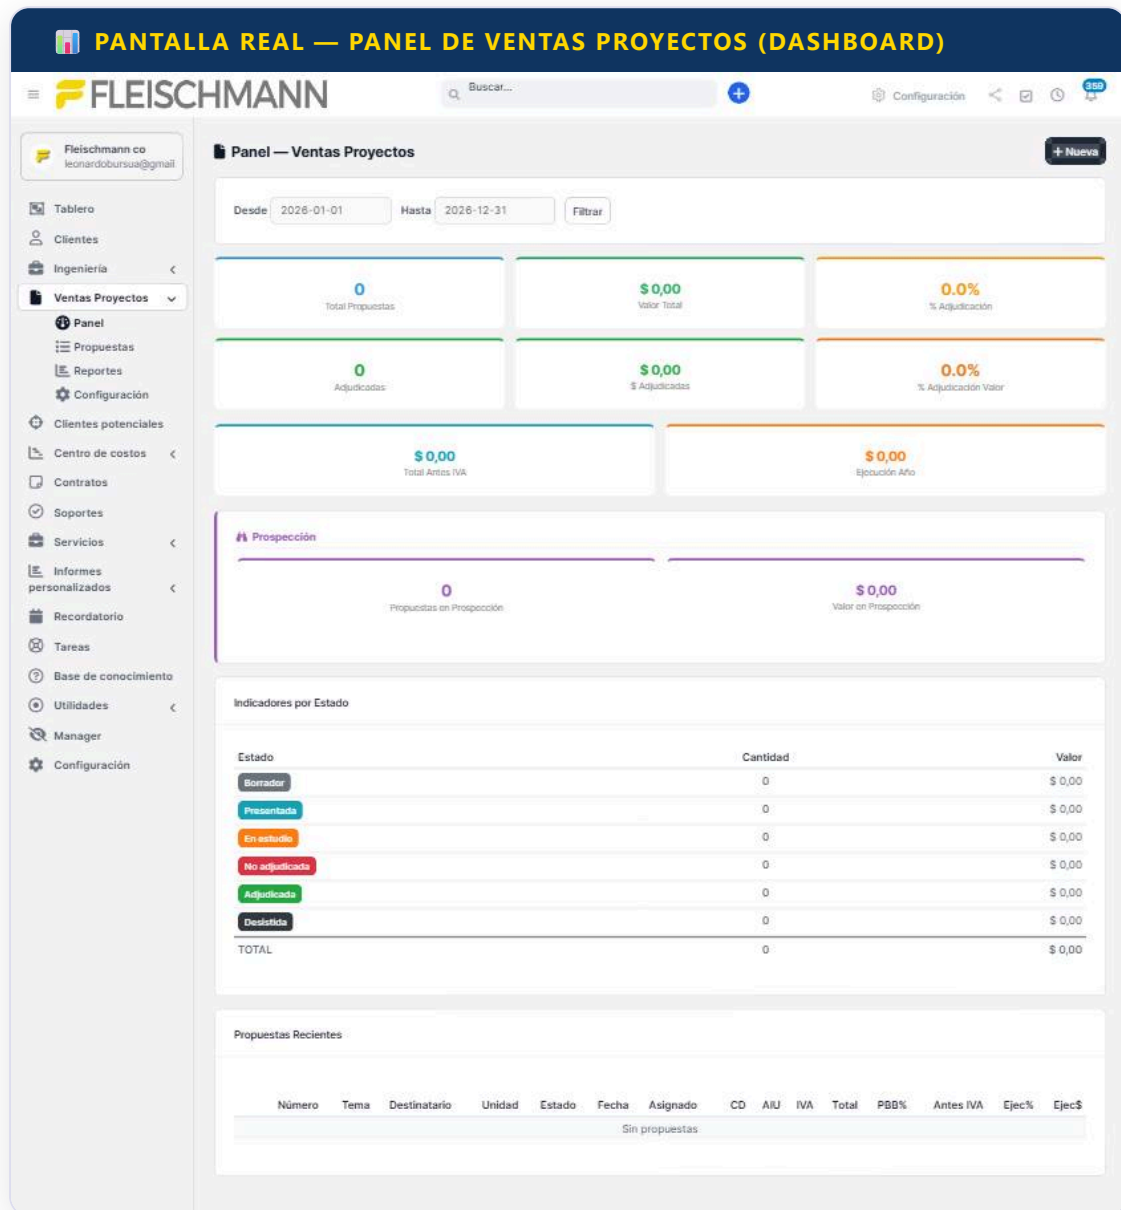 PANTALLA REAL — PANEL DE VENTAS PROYECTOS (DASHBOARD)
FLEISCHMANN
Buscar...
Configuración
359
Fleischmann co
leonardobursua@gmail
Tablero
Clientes
Ingeniería
Ventas Proyectos
Panel
Propuestas
Reportes
Configuración
Clientes potenciales
Centro de costos
Contratos
Soportes
Servicios
Informes
personalizados
Recordatorio
Tareas
Base de conocimiento
Utilidades
Manager
Configuración
Panel — Ventas Proyectos
+ Nueva
Desde 2026-01-01 Hasta 2026-12-31 Filtrar
0 $ 0,00 0.0%
Total Propuestas Valor Total % Adjudicación
0 $ 0,00 0.0%
Adjudicadas $ Adjudicadas % Adjudicación Valor
$ 0,00 $ 0,00
Total Antes IVA Ejecución Año
Prospección
0 $ 0,00
Propuestas en Prospección Valor en Prospección
Indicadores por Estado
Estado Cantidad Valor
Borrador 0 $ 0,00
Presentada 0 $ 0,00
En estudio 0 $ 0,00
No adjudicada 0 $ 0,00
Adjudicada 0 $ 0,00
Desistida 0 $ 0,00
TOTAL 0 $ 0,00
Propuestas Recientes
Número Tema Destinatario Unidad Estado Fecha Asignado CD AIU IVA Total PBB% Antes IVA Ejec% Ejec$
Sin propuestas